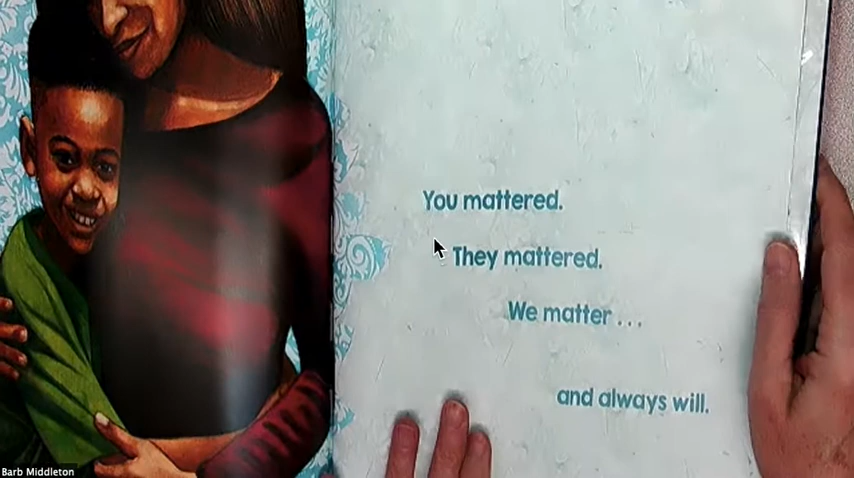 You mattered.
They mattered.
We matter . . .
and always will.
Barb Middleton